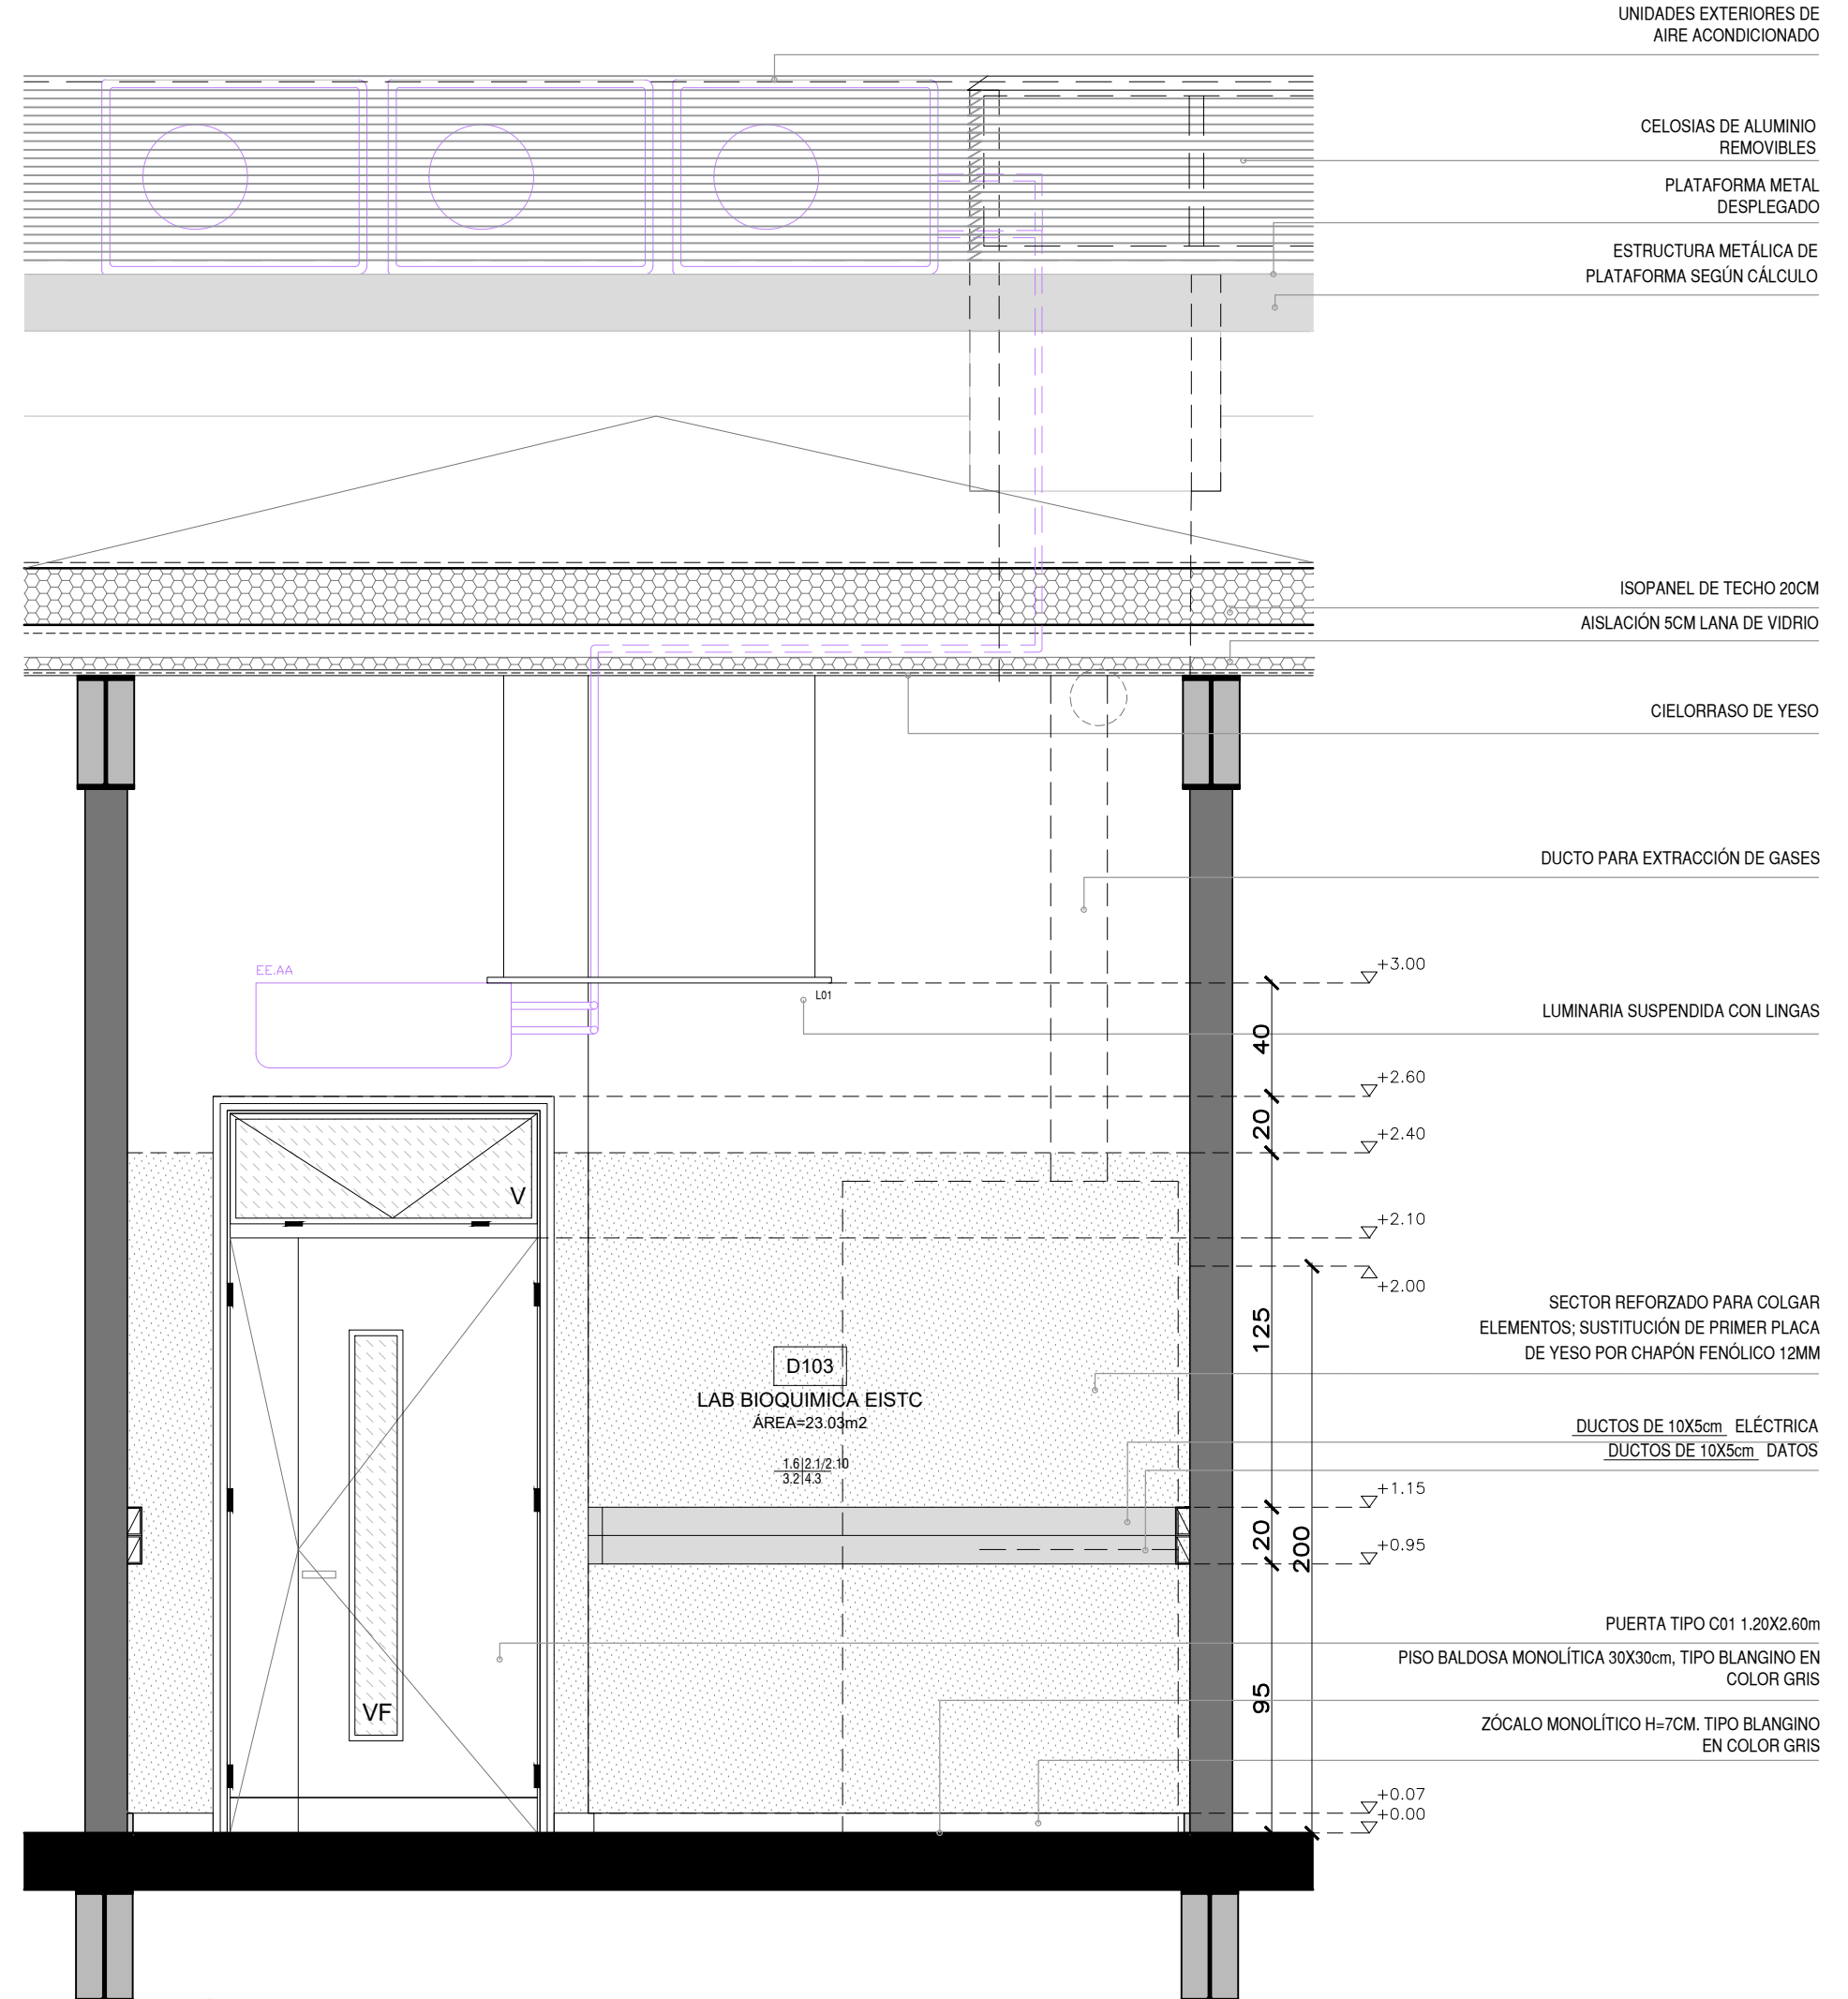 UNIDADES EXTERIORES DE
AIRE ACONDICIONADO
CELOSIAS DE ALUMINIO
REMOVIBLES
PLATAFORMA METAL
DESPLEGADO
ESTRUCTURA METÁLICA DE
PLATAFORMA SEGÚN CÁLCULO
ISOPANEL DE TECHO 20CM
AISLACIÓN 5CM LANA DE VIDRIO
CIELORRASO DE YESO
DUCTO PARA EXTRACCIÓN DE GASES
EE.AA
+3.00
L01
LUMINARIA SUSPENDIDA CON LINGAS
40
+2.60
20
+2.40
V
+2.10
+2.00
125
SECTOR REFORZADO PARA COLGAR
ELEMENTOS; SUSTITUCIÓN DE PRIMER PLACA
DE YESO POR CHAPÓN FENÓLICO 12MM
D103
LAB BIOQUIMICA EISTC
ÁREA=23.03m2
1.6 2.1/2.10
3.2 4.3
DUCTOS DE 10X5cm ELÉCTRICA
DUCTOS DE 10X5cm DATOS
+1.15
20
200
+0.95
PUERTA TIPO C01 1.20X2.60m
PISO BALDOSA MONOLÍTICA 30X30cm, TIPO BLANGINO EN
COLOR GRIS
95
VF
ZÓCALO MONOLÍTICO H=7CM. TIPO BLANGINO
EN COLOR GRIS
+0.07
+0.00